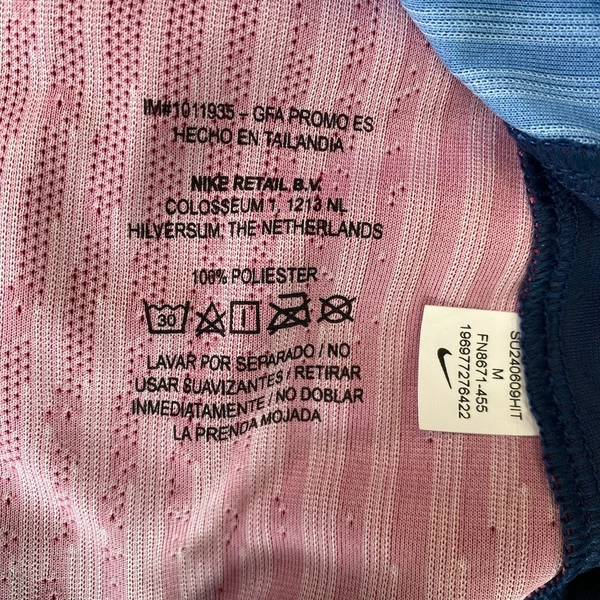 IM#1011935 - GFA PROMO ES
HECHO EN TAILANDIA
NIKE RETAIL B.V.
COLOSSEUM 1, 1213 NL
HILVERSUM, THE NETHERLANDS
100% POLIESTER
30
LAVAR POR SEPARADO / NO
USAR SUAVIZANTES / RETIRAR
INMEDIATAMENTE / NO DOBLAR
LA PRENDA MOJADA
SU240609HIT
M
FN8671-455
196977276422